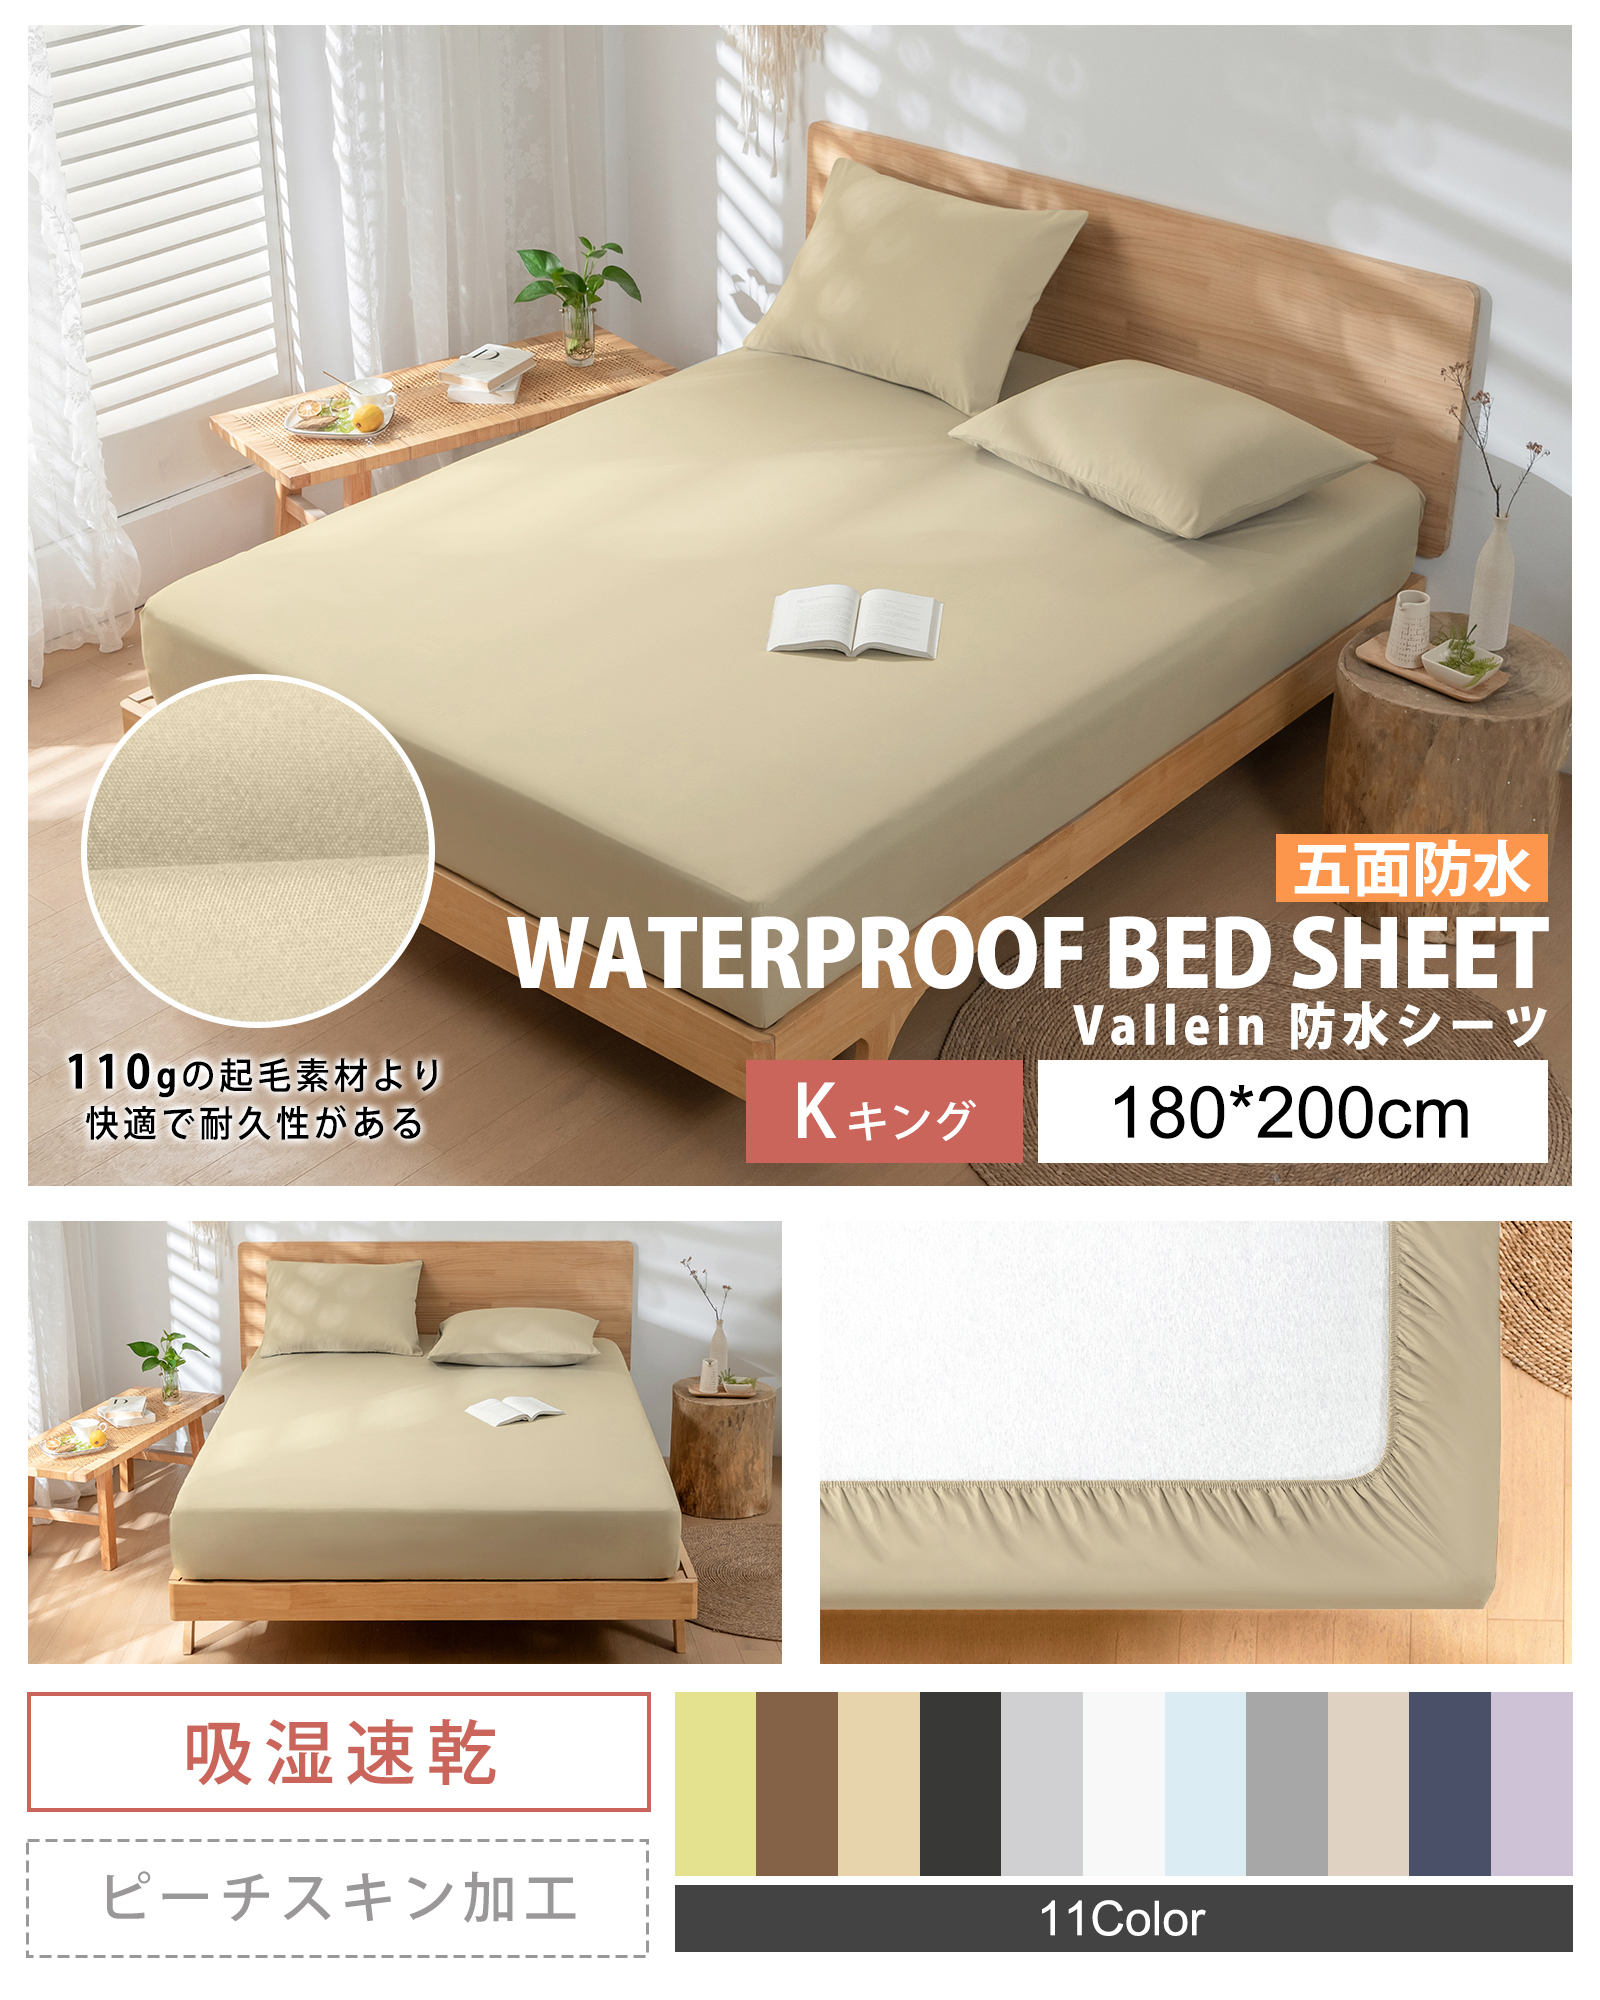 五面防水
WATERPROOF BED SHEET
Vallein 防水シーツ
110gの起毛素材より
快適で耐久性がある
K キング
180*200cm
吸湿速乾
ピーチスキン加工
11Color